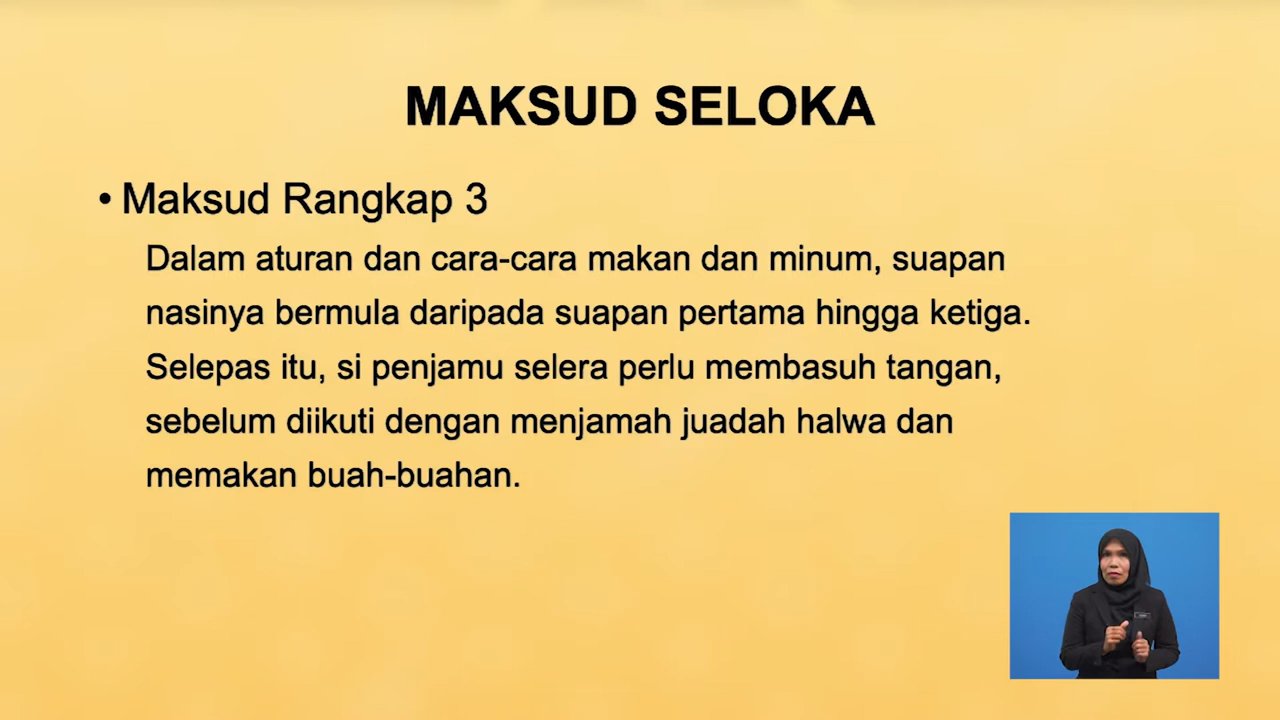 MAKSUD SELOKA
• Maksud Rangkap 3
Dalam aturan dan cara-cara makan dan minum, suapan
nasinya bermula daripada suapan pertama hingga ketiga.
Selepas itu, si penjamu selera perlu membasuh tangan,
sebelum diikuti dengan menjamah juadah halwa dan
memakan buah-buahan.